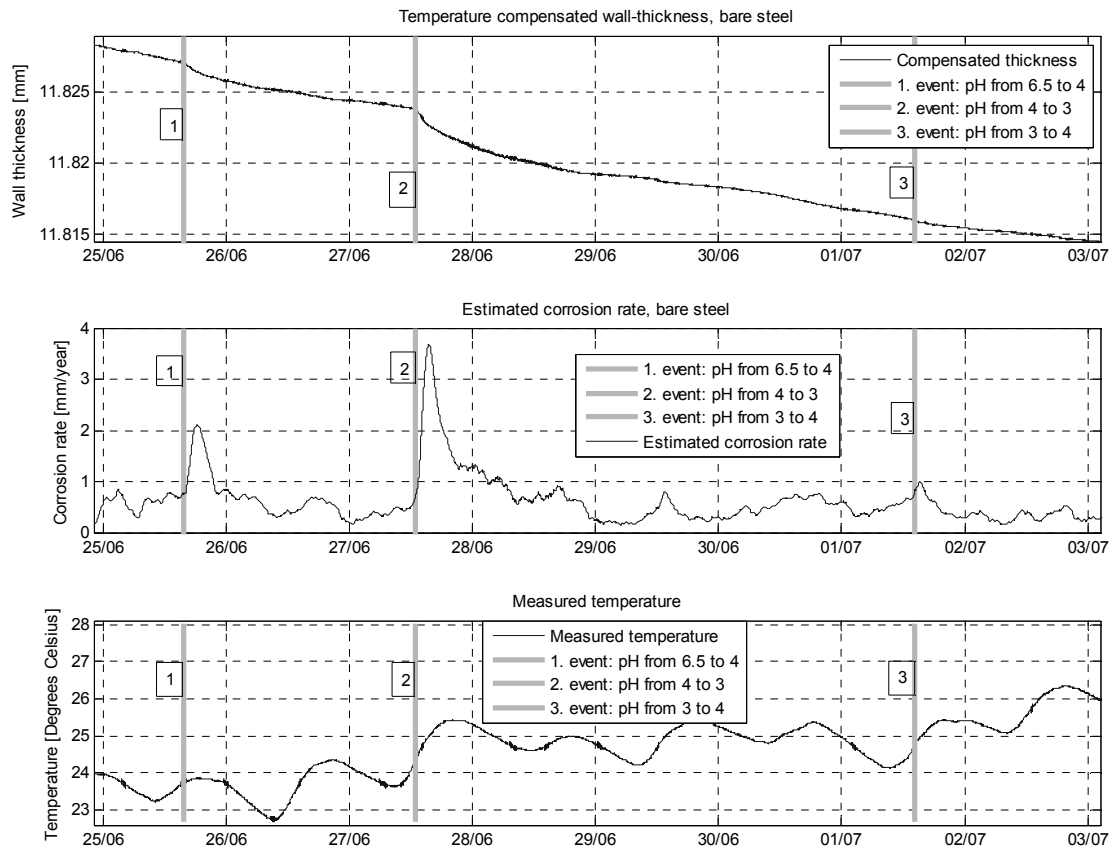 Temperature compensated wall-thickness, bare steel
Wall thickness [mm]
11.825
11.82
11.815
1
2
3
Compensated thickness
1. event: pH from 6.5 to 4
2. event: pH from 4 to 3
3. event: pH from 3 to 4
25/06 26/06 27/06 28/06 29/06 30/06 01/07 02/07 03/07
Estimated corrosion rate, bare steel
Corrosion rate [mm/year]
4
3
2
1
0
1
2
3
1. event: pH from 6.5 to 4
2. event: pH from 4 to 3
3. event: pH from 3 to 4
Estimated corrosion rate
25/06 26/06 27/06 28/06 29/06 30/06 01/07 02/07 03/07
Measured temperature
Temperature [Degrees Celsius]
28
27
26
25
24
23
1
2
3
Measured temperature
1. event: pH from 6.5 to 4
2. event: pH from 4 to 3
3. event: pH from 3 to 4
25/06 26/06 27/06 28/06 29/06 30/06 01/07 02/07 03/07